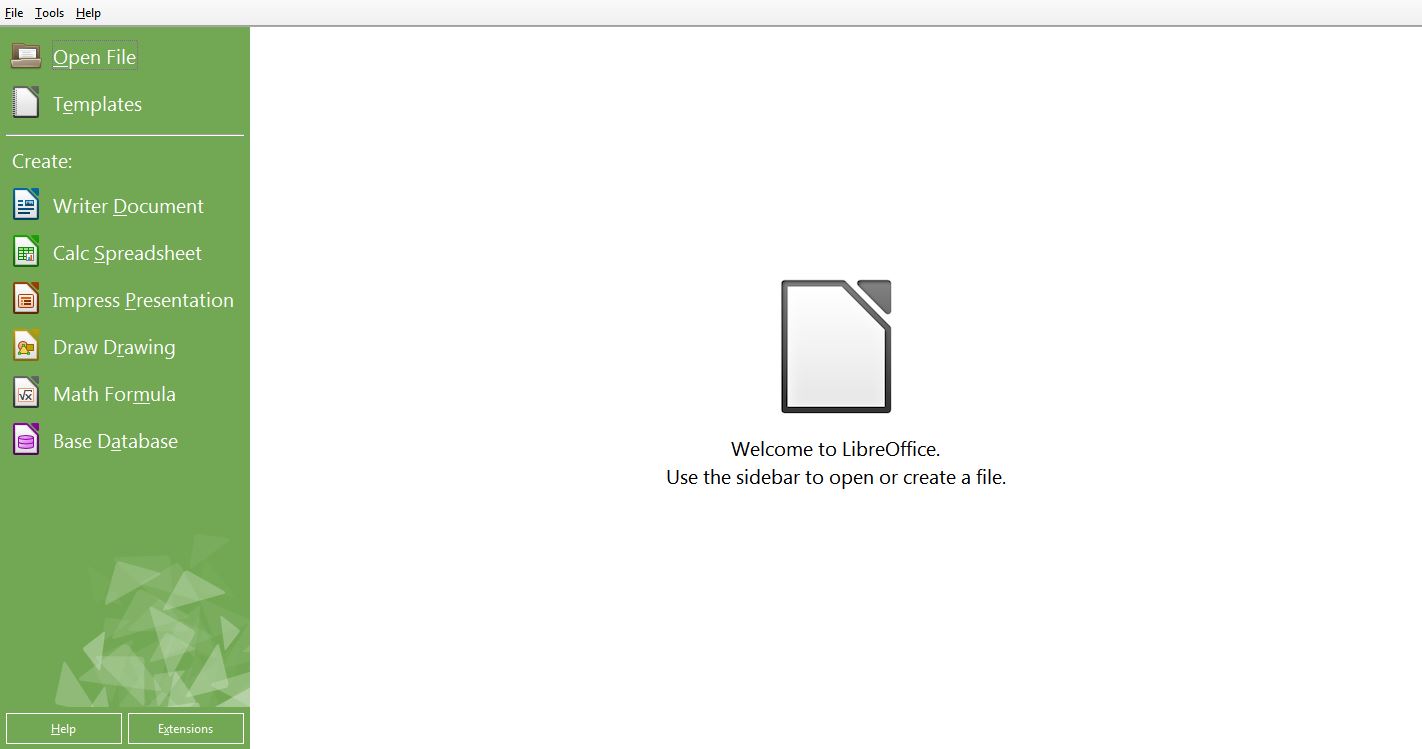 File Tools Help
Open File
Templates
Create:
Writer Document
Calc Spreadsheet
Impress Presentation
Draw Drawing
Math Formula
Base Database
Help
Extensions
Welcome to LibreOffice.
Use the sidebar to open or create a file.